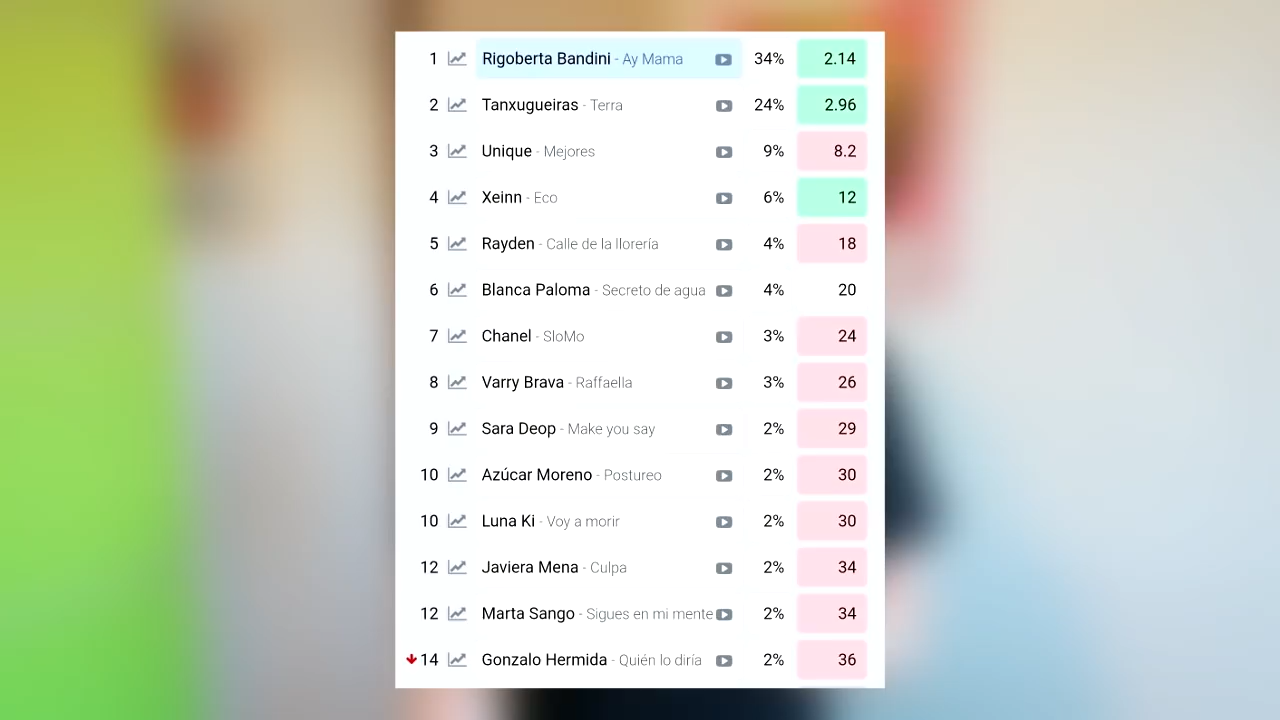 1 Rigoberta Bandini - Ay Mama 34% 2.14
2 Tanxugueiras - Terra 24% 2.96
3 Unique - Mejores 9% 8.2
4 Xeinn - Eco 6% 12
5 Rayden - Calle de la llorería 4% 18
6 Blanca Paloma - Secreto de agua 4% 20
7 Chanel - SloMo 3% 24
8 Varry Brava - Raffaella 3% 26
9 Sara Deop - Make you say 2% 29
10 Azúcar Moreno - Postureo 2% 30
10 Luna Ki - Voy a morir 2% 30
12 Javiera Mena - Culpa 2% 34
12 Marta Sango - Sigues en mi mente 2% 34
14 Gonzalo Hermida - Quién lo diría 2% 36